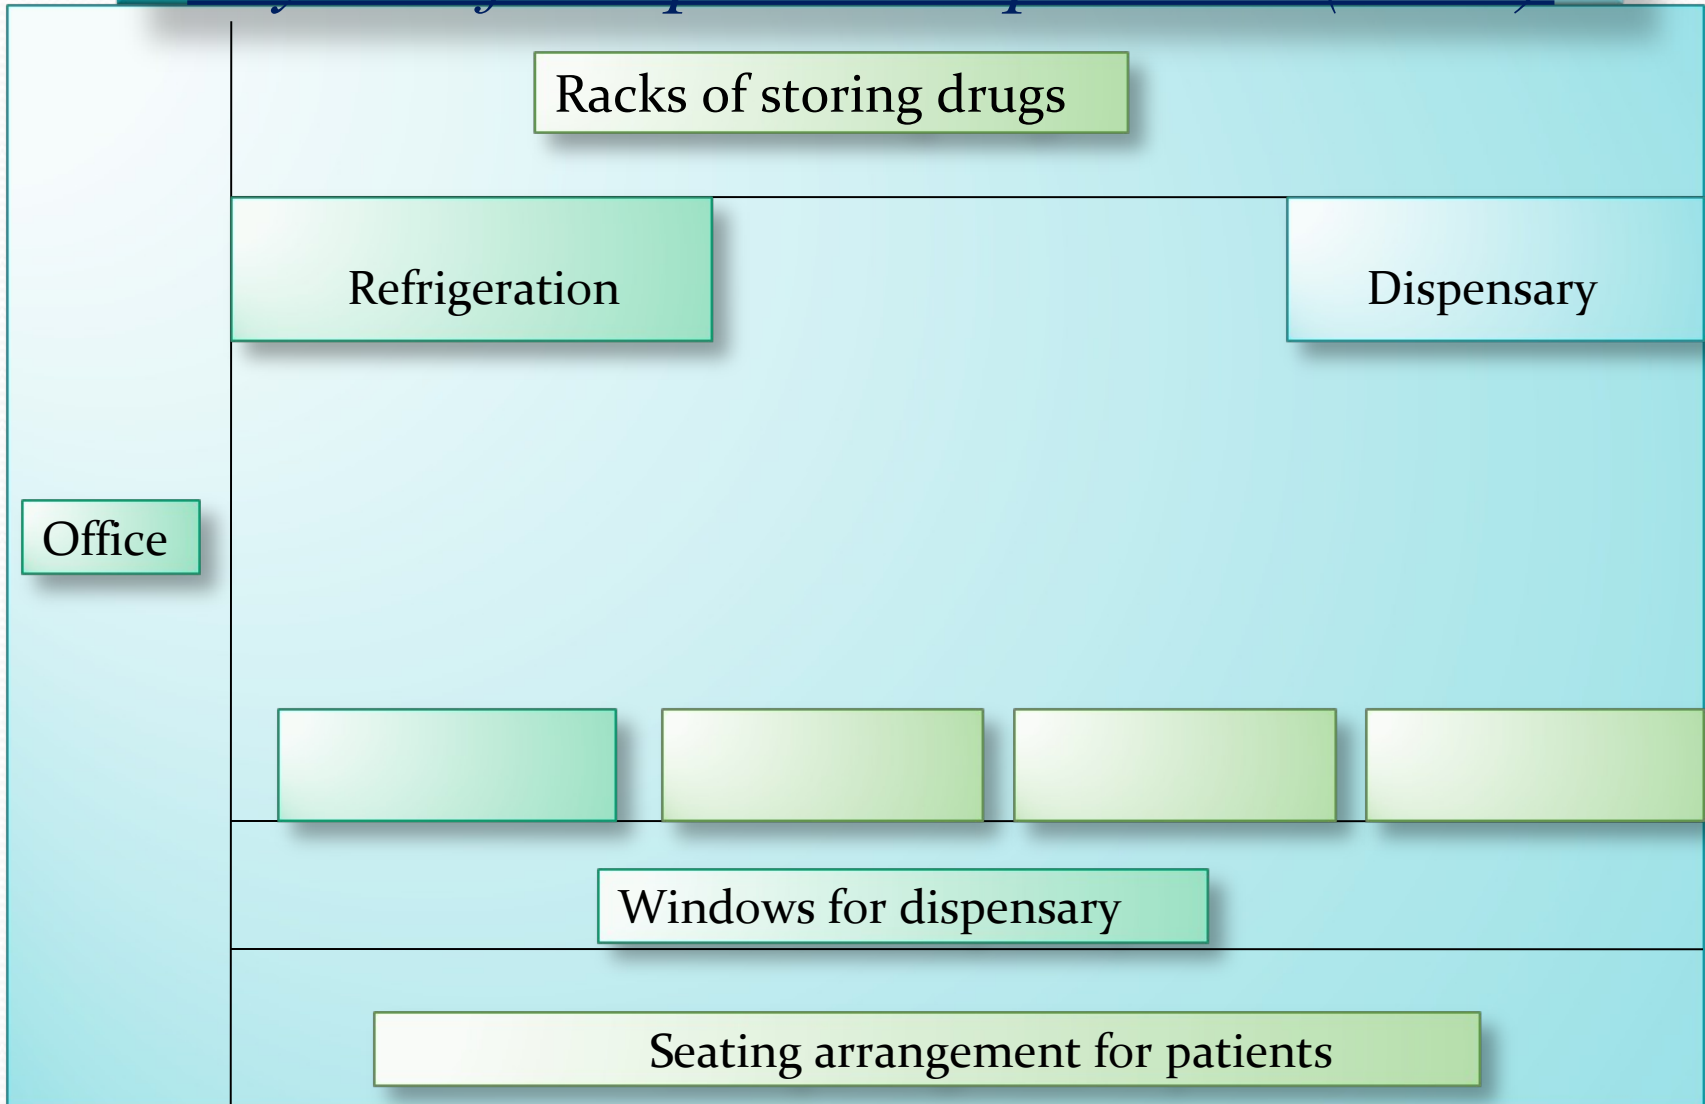 Racks of storing drugs
Refrigeration
Dispensary
Office
Windows for dispensary
Seating arrangement for patients